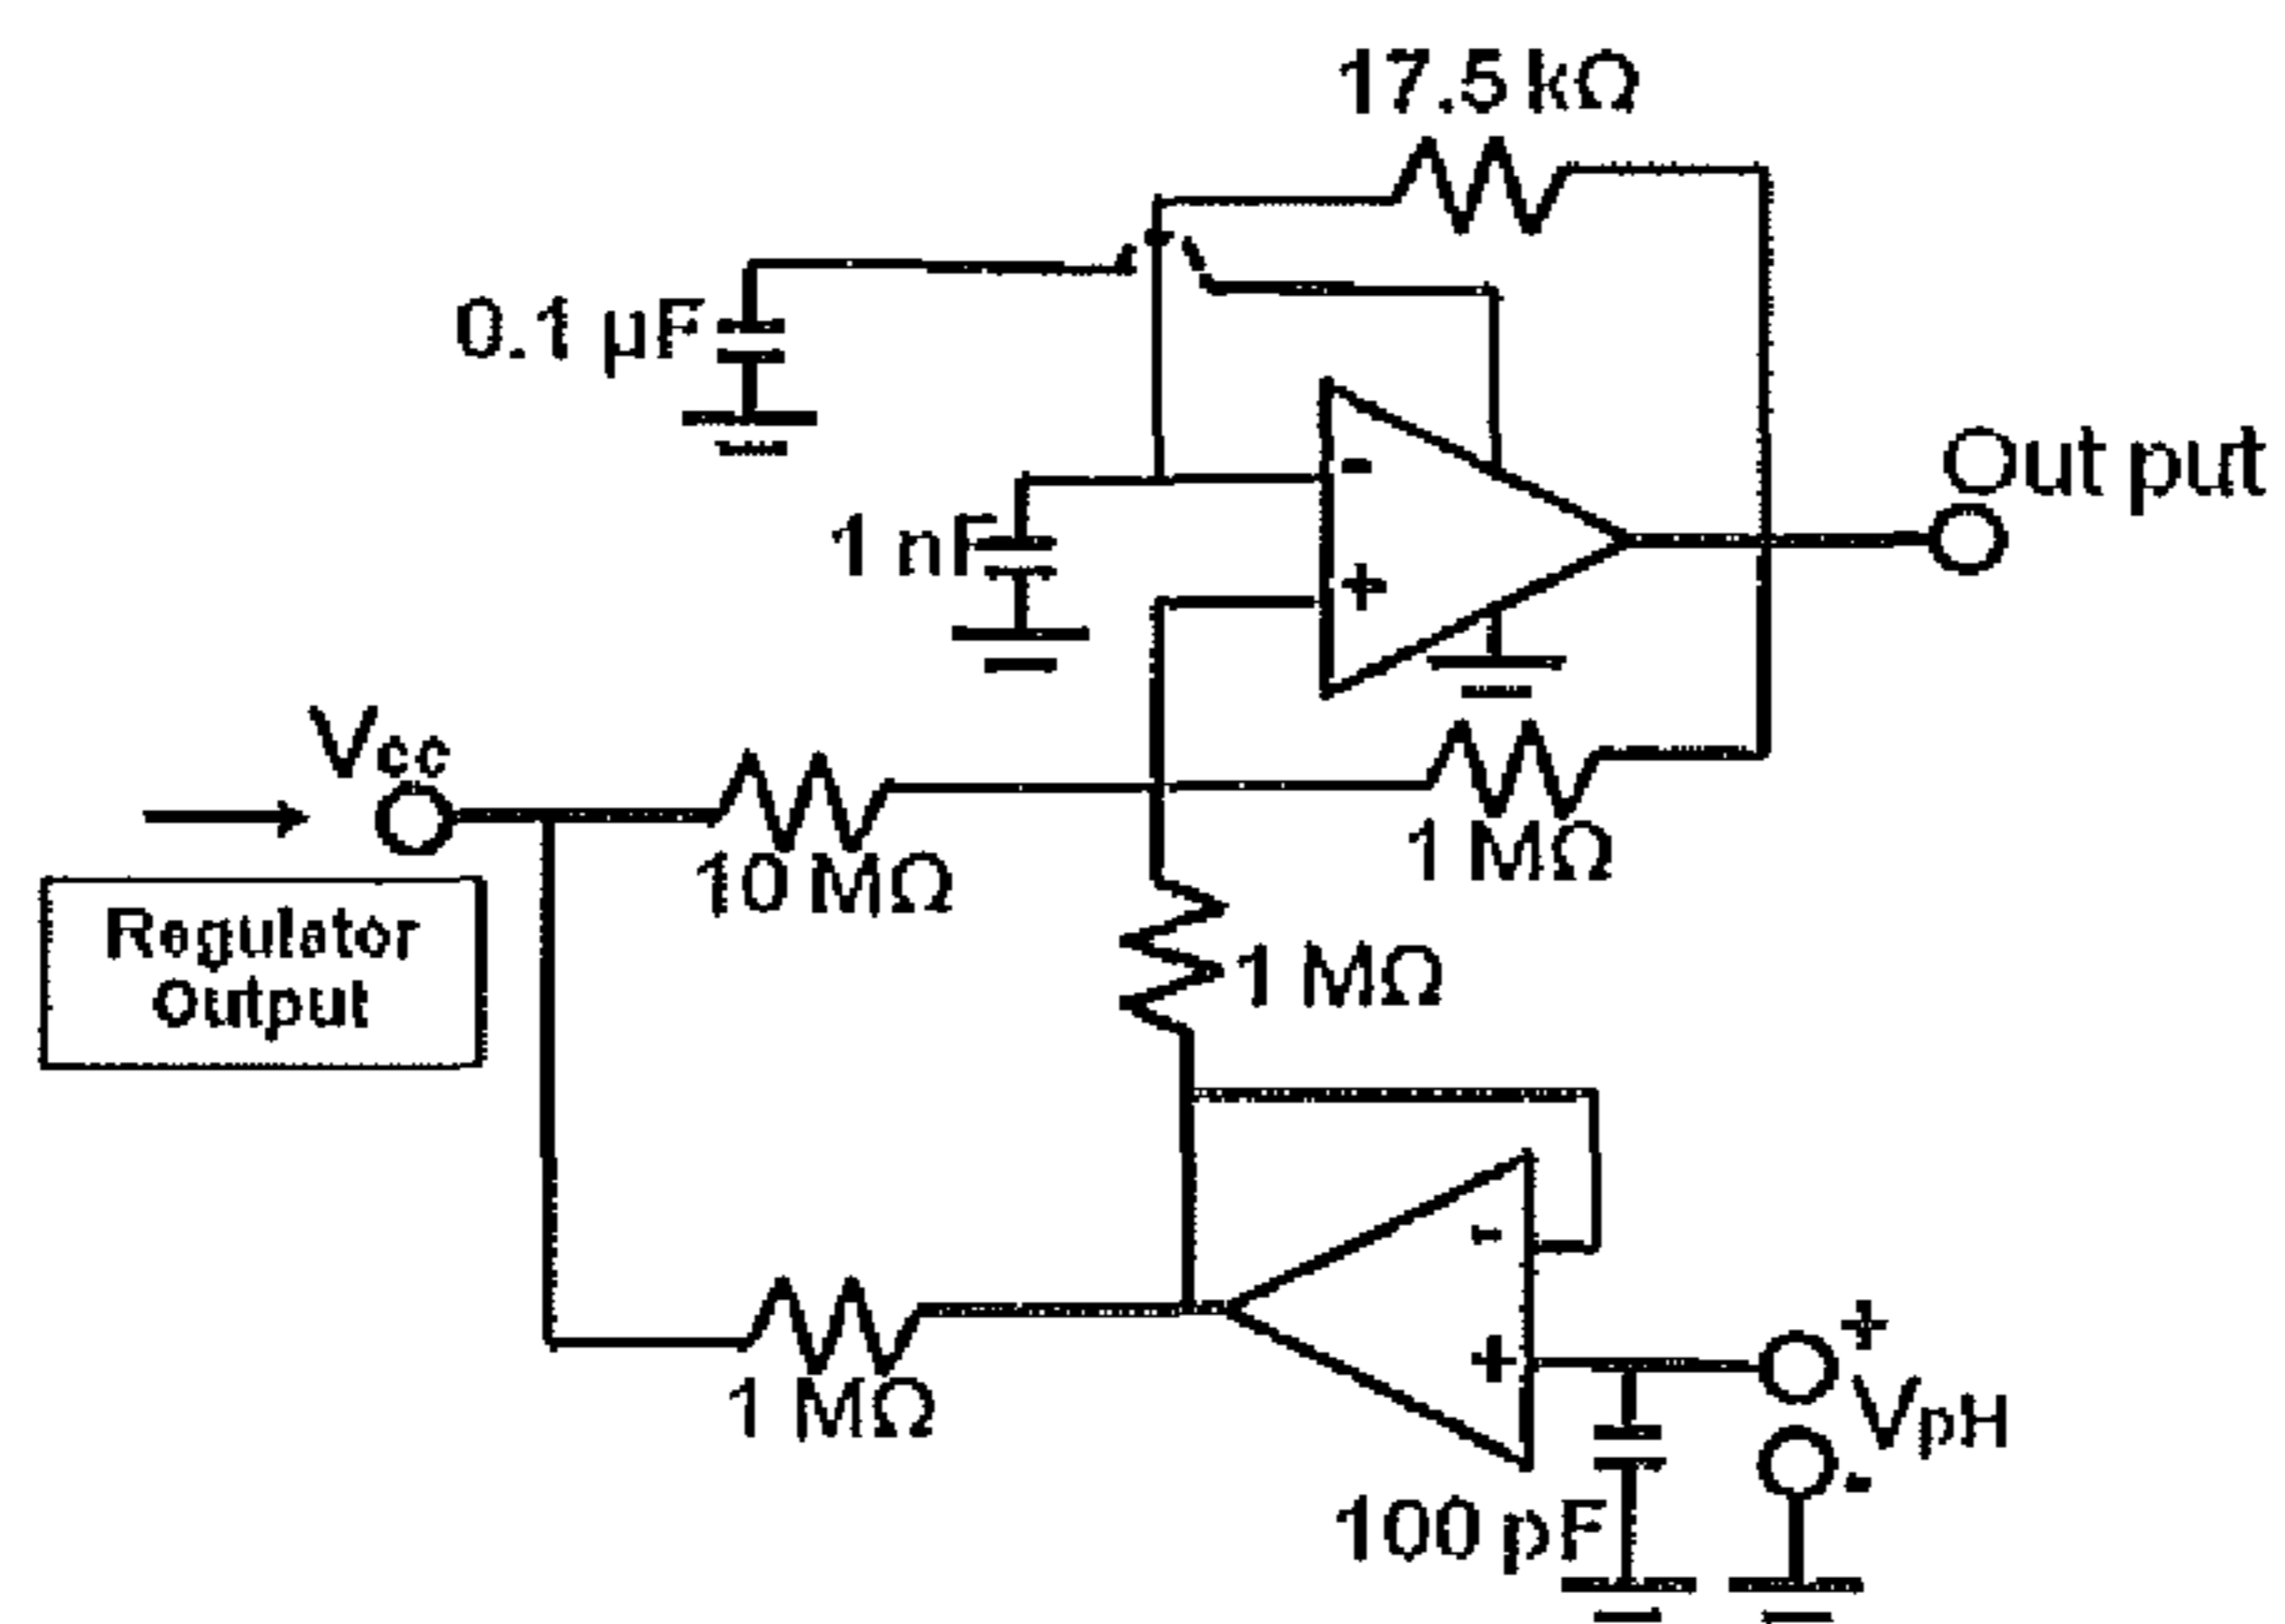 17.5 kΩ
0.1 µF
Out put
-
1 nF
+
Vcc
10 MΩ
1 MΩ
Regulator
Output
1 MΩ
-
+
+
VpH
-
1 MΩ
100 pF